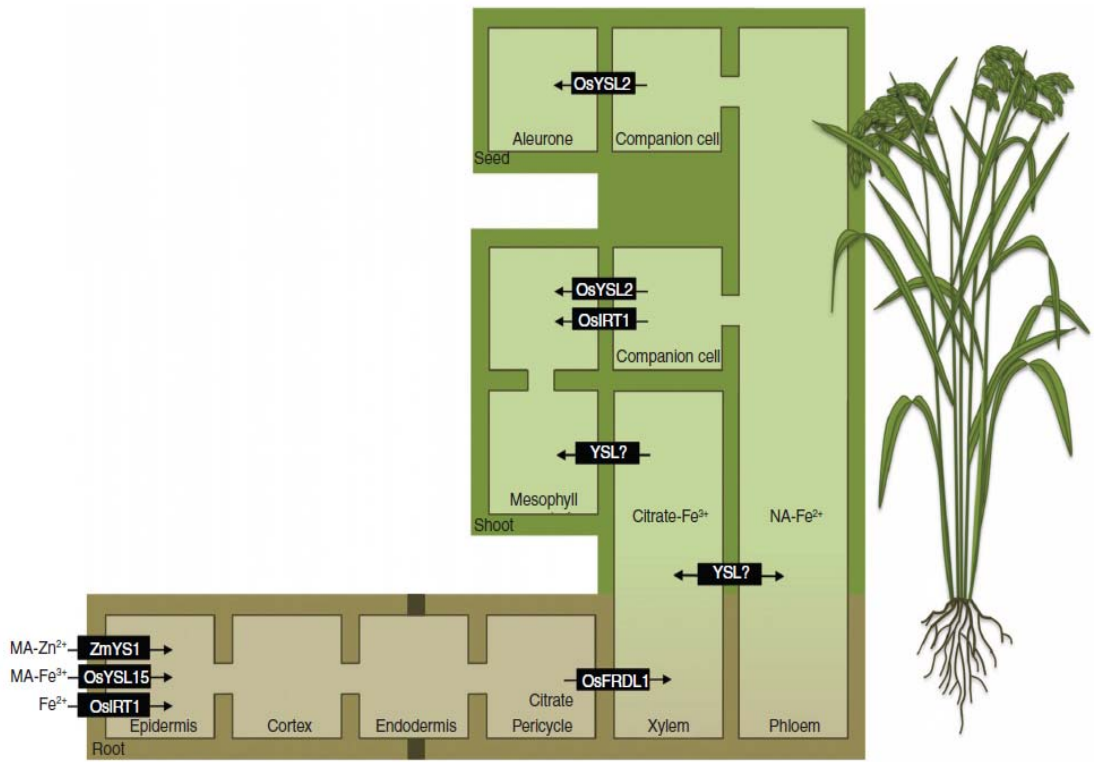 OsYSL2
Aleurone
Companion cell
Seed
OsYSL2
OsIRT1
Companion cell
YSL?
Mesophyll
Citrate-Fe³⁺
NA-Fe²⁺
Shoot
YSL?
MA-Zn²⁺
ZmYS1
MA-Fe³⁺
OsYSL15
OsFRDL1
Fe²⁺
OsIRT1
Citrate
Epidermis
Cortex
Endodermis
Pericycle
Xylem
Phloem
Root